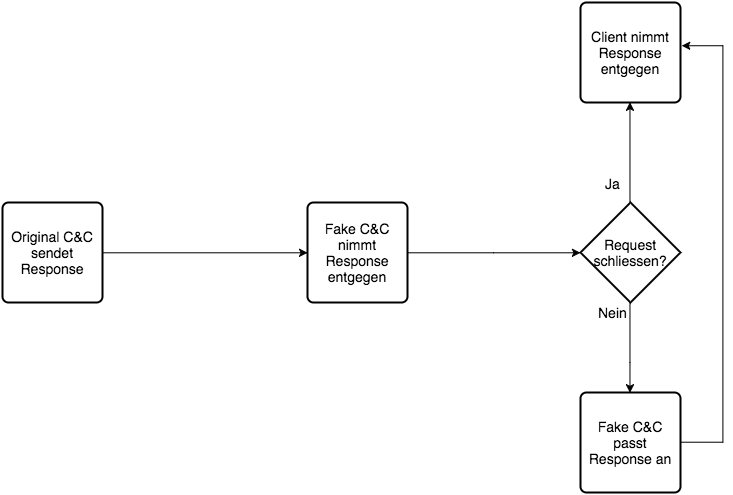 Client nimmt
Response
entgegen
Ja
Original C&C
sendet
Response
Fake C&C
nimmt
Response
entgegen
Request
schliessen?
Nein
Fake C&C
passt
Response an